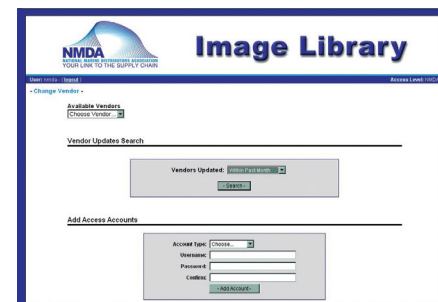 NMDA
NATIONAL MARINE DISTRIBUTORS ASSOCIATION
YOUR LINK TO THE SUPPLY CHAIN
Image Library
User: nmda - (logout)
Access Level: NMDA
- Change Vendor -
Available Vendors
Choose Vendor...
Vendor Updates Search
Vendors Updated: Within Past Month
- Search -
Add Access Accounts
Account Type: Choose...
Username:
Password:
Confirm:
- Add Account -